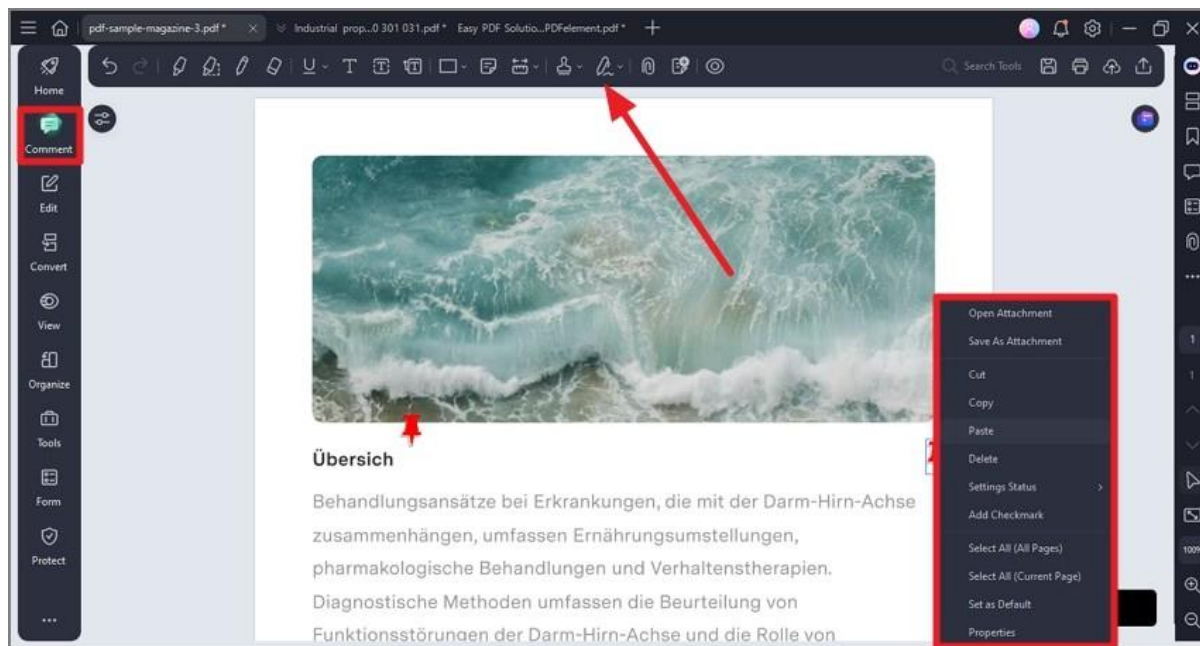 pdf-sample-magazine-3.pdf *
Industrial prop...0 301 031.pdf *
Easy PDF Solutio...PDFelement.pdf *
Search Tools
Home
Comment
Edit
Convert
View
Organize
Tools
Form
Protect
Übersich
Behandlungsansätze bei Erkrankungen, die mit der Darm-Hirn-Achse
zusammenhängen, umfassen Ernährungsumstellungen,
pharmakologische Behandlungen und Verhaltenstherapien.
Diagnostische Methoden umfassen die Beurteilung von
Funktionsstörungen der Darm-Hirn-Achse und die Rolle von
Open Attachment
Save As Attachment
Cut
Copy
Paste
Delete
Settings Status
Add Checkmark
Select All (All Pages)
Select All (Current Page)
Set as Default
Properties
1
1
100%